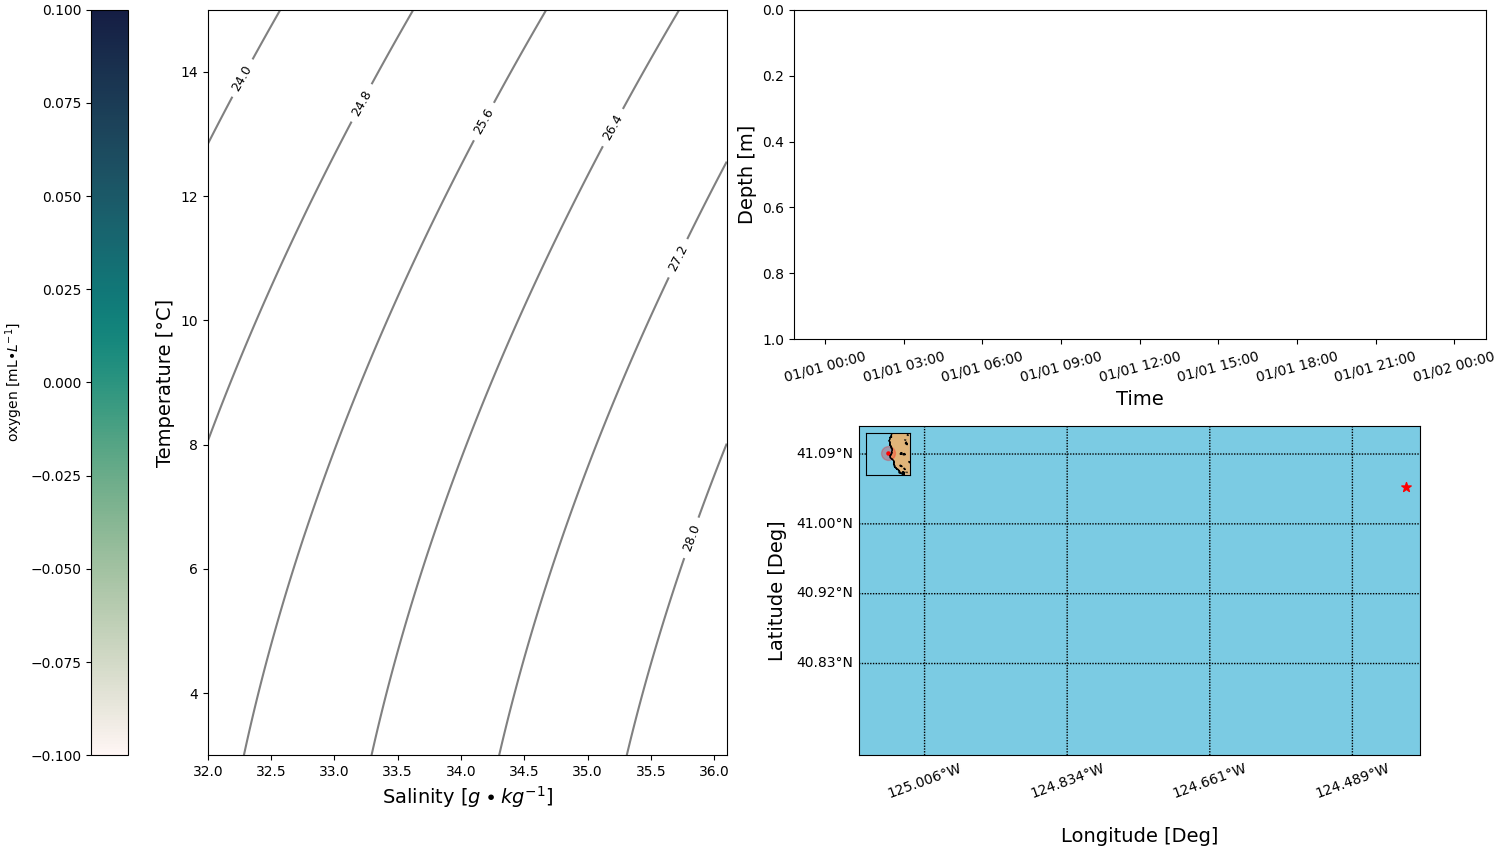 oxygen [mL•L⁻¹]
0.100
0.075
0.050
0.025
0.000
−0.025
−0.050
−0.075
−0.100
Temperature [°C]
14
12
10
8
6
4
24.0
24.8
25.6
26.4
27.2
28.0
32.0 32.5 33.0 33.5 34.0 34.5 35.0 35.5 36.0
Salinity [g • kg⁻¹]
Depth [m]
0.0
0.2
0.4
0.6
0.8
1.0
01/01 00:00 01/01 03:00 01/01 06:00 01/01 09:00 01/01 12:00 01/01 15:00 01/01 18:00 01/01 21:00 01/02 00:00
Time
Latitude [Deg]
41.09°N
41.00°N
40.92°N
40.83°N
125.006°W 124.834°W 124.661°W 124.489°W
Longitude [Deg]